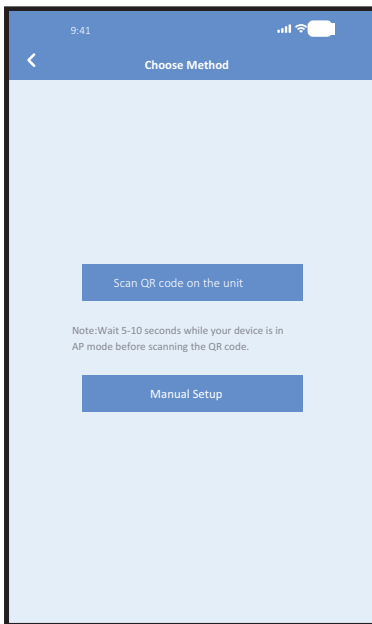 9:41
Choose Method
Scan QR code on the unit
Note:Wait 5-10 seconds while your device is in
AP mode before scanning the QR code.
Manual Setup